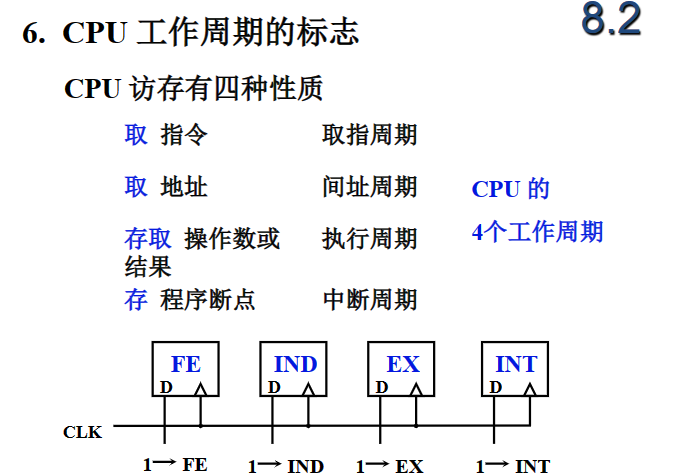 8.2
6. CPU 工作周期的标志
CPU 访存有四种性质
取 指令 取指周期
取 地址 间址周期
CPU 的
存取 操作数或 执行周期
4个工作周期
结果
存 程序断点 中断周期
FE IND EX INT
D D D D
CLK
1→ FE 1→ IND 1→ EX 1→ INT